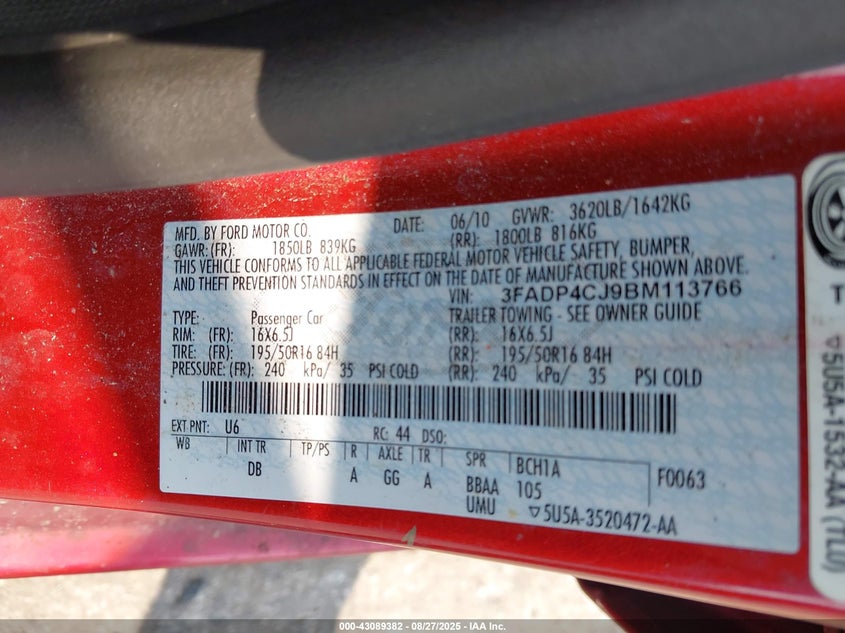 MFD. BY FORD MOTOR CO. DATE: 06/10 GVWR: 3620LB/1642KG
GAWR: (FR): 1850LB 839KG (RR): 1800LB 816KG
THIS VEHICLE CONFORMS TO ALL APPLICABLE FEDERAL MOTOR VEHICLE SAFETY, BUMPER,
AND THEFT PREVENTION STANDARDS IN EFFECT ON THE DATE OF MANUFACTURE SHOWN ABOVE.
VIN: 3FADP4CJ9BM113766
TYPE: Passenger Car TRAILER TOWING - SEE OWNER GUIDE
RIM: (FR): 16X6.5J (RR): 16X6.5J
TIRE: (FR): 195/50R16 84H (RR): 195/50R16 84H
PRESSURE: (FR): 240 kPa/ 35 PSI COLD (RR): 240 kPa/ 35 PSI COLD
EXT PNT: U6 RC: 44 DSO:
WB INT TR TP/PS R AXLE TR SPR BCH1A F0063
DB A GG A BBAA 105
UMU ▽5U5A-3520472-AA
T
▽5U5A-1532-AA (7LD)
000-43089382 | 08/27/2025 - IAA Inc.